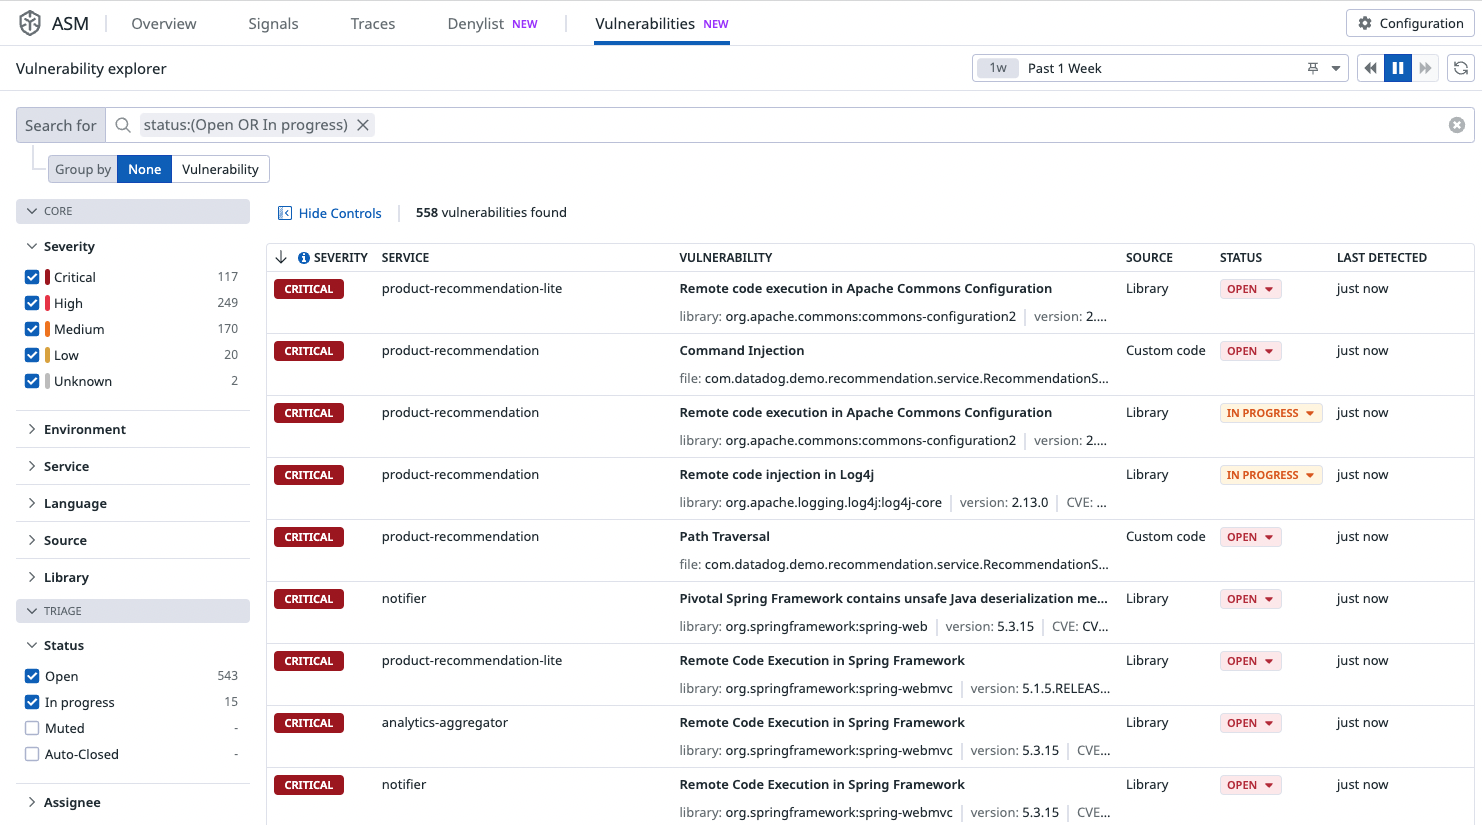 ASM Overview Signals Traces Denylist NEW Vulnerabilities NEW Configuration
Vulnerability explorer 1w Past 1 Week
Search for status:(Open OR In progress)
Group by None Vulnerability
CORE
Severity
Critical 117
High 249
Medium 170
Low 20
Unknown 2
Environment
Service
Language
Source
Library
TRIAGE
Status
Open 543
In progress 15
Muted -
Auto-Closed -
Assignee
Hide Controls 558 vulnerabilities found
SEVERITY SERVICE VULNERABILITY SOURCE STATUS LAST DETECTED
CRITICAL product-recommendation-lite Remote code execution in Apache Commons Configuration Library OPEN just now
library: org.apache.commons:commons-configuration2 version: 2....
CRITICAL product-recommendation Command Injection Custom code OPEN just now
file: com.datadog.demo.recommendation.service.RecommendationS...
CRITICAL product-recommendation Remote code execution in Apache Commons Configuration Library IN PROGRESS just now
library: org.apache.commons:commons-configuration2 version: 2....
CRITICAL product-recommendation Remote code injection in Log4j Library IN PROGRESS just now
library: org.apache.logging.log4j:log4j-core version: 2.13.0 CVE: ...
CRITICAL product-recommendation Path Traversal Custom code OPEN just now
file: com.datadog.demo.recommendation.service.RecommendationS...
CRITICAL notifier Pivotal Spring Framework contains unsafe Java deserialization me... Library OPEN just now
library: org.springframework:spring-web version: 5.3.15 CVE: CV...
CRITICAL product-recommendation-lite Remote Code Execution in Spring Framework Library OPEN just now
library: org.springframework:spring-webmvc version: 5.1.5.RELEAS...
CRITICAL analytics-aggregator Remote Code Execution in Spring Framework Library OPEN just now
library: org.springframework:spring-webmvc version: 5.3.15 CVE...
CRITICAL notifier Remote Code Execution in Spring Framework Library OPEN just now
library: org.springframework:spring-webmvc version: 5.3.15 CVE...